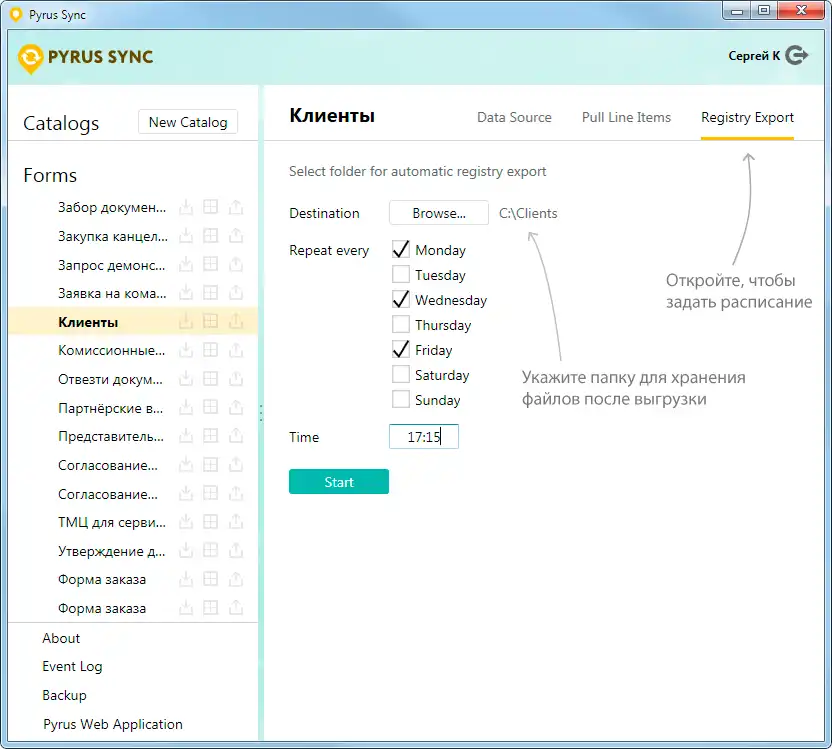 Pyrus Sync
PYRUS SYNC
Сергей К
Catalogs
New Catalog
Forms
Забор докумен...
Закупка канцел...
Запрос демонс...
Заявка на кома...
Клиенты
Комиссионные...
Отвезти докум...
Партнёрские в...
Представитель...
Согласование...
Согласование...
ТМЦ для серви...
Утверждение д...
Форма заказа
Форма заказа
About
Event Log
Backup
Pyrus Web Application
Клиенты
Data Source
Pull Line Items
Registry Export
Select folder for automatic registry export
Destination
Browse...
C:\Clients
Repeat every
Monday
Tuesday
Wednesday
Thursday
Friday
Saturday
Sunday
Time
17:15
Start
Откройте, чтобы
задать расписание
Укажите папку для хранения
файлов после выгрузки